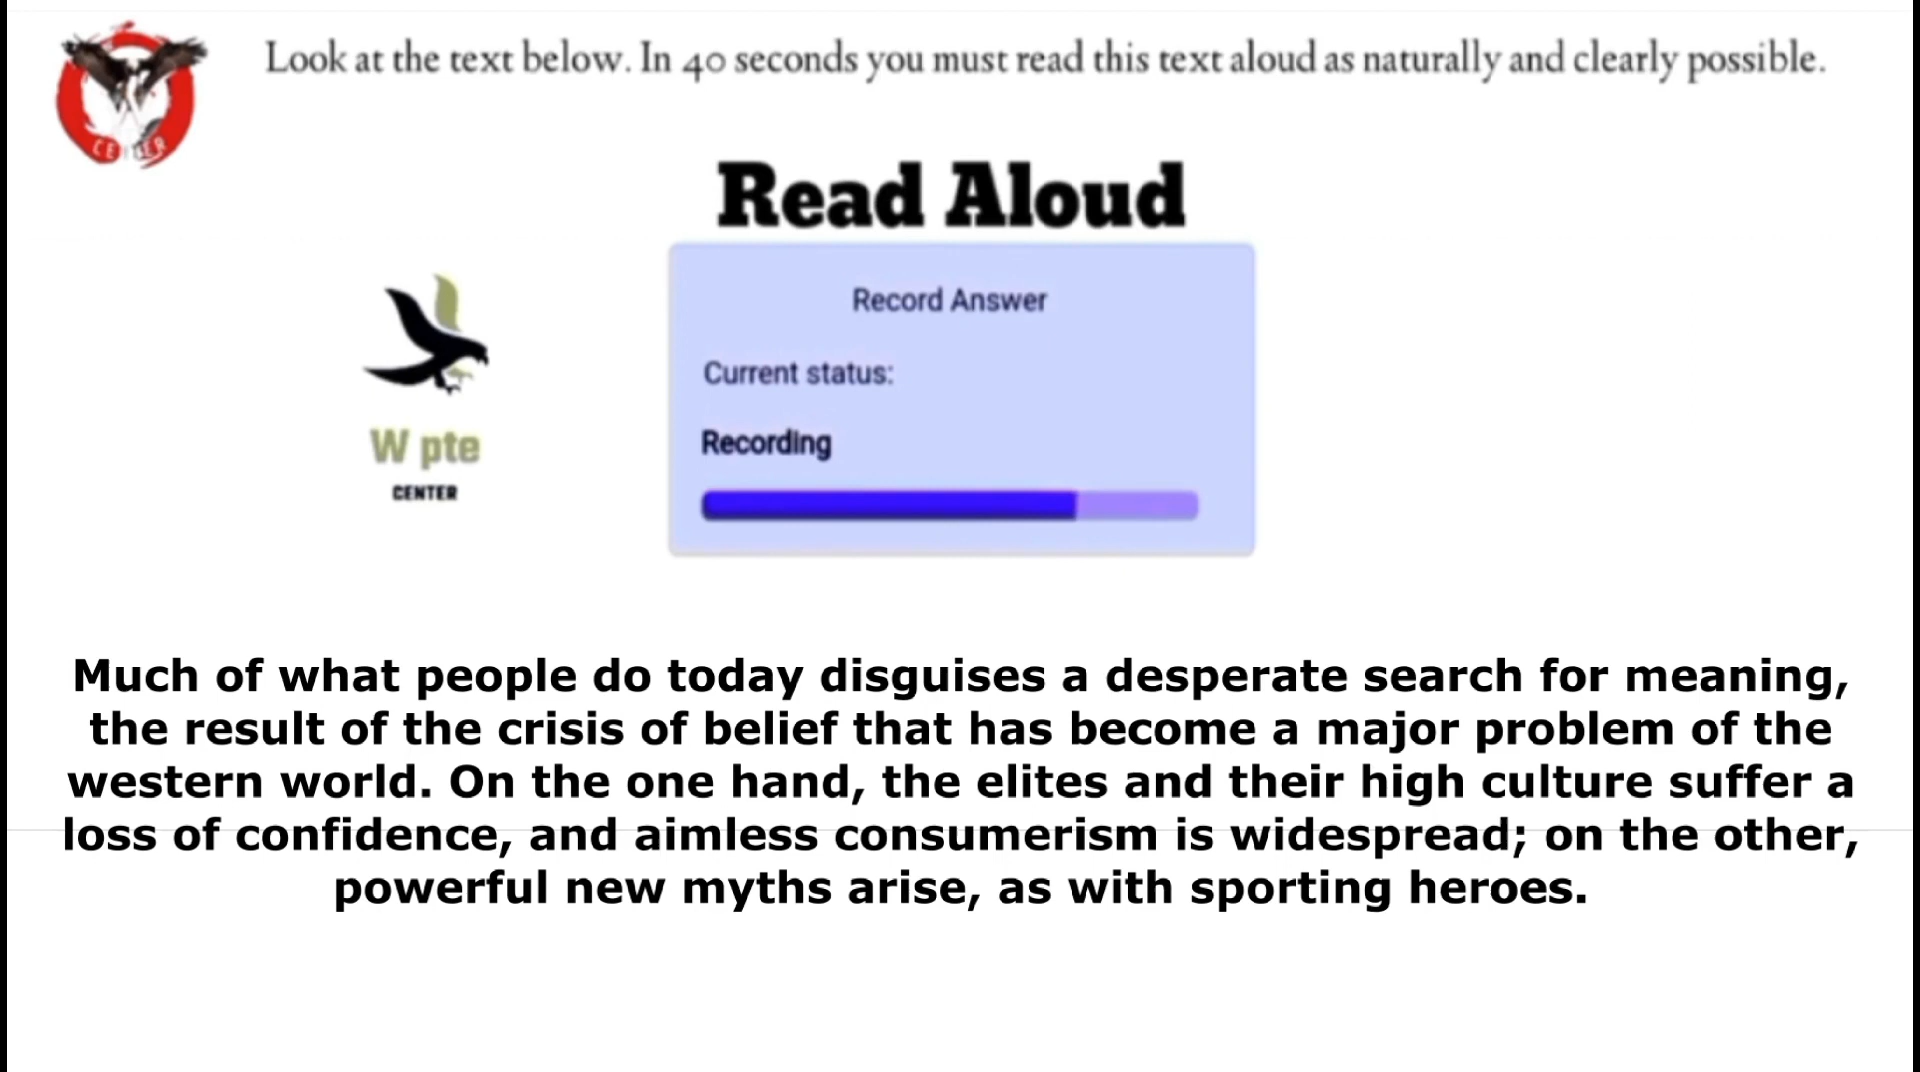 Look at the text below. In 40 seconds you must read this text aloud as naturally and clearly possible.
CENTER
Read Aloud
Record Answer
Current status:
Recording
W pte
CENTER
Much of what people do today disguises a desperate search for meaning,
the result of the crisis of belief that has become a major problem of the
western world. On the one hand, the elites and their high culture suffer a
loss of confidence, and aimless consumerism is widespread; on the other,
powerful new myths arise, as with sporting heroes.